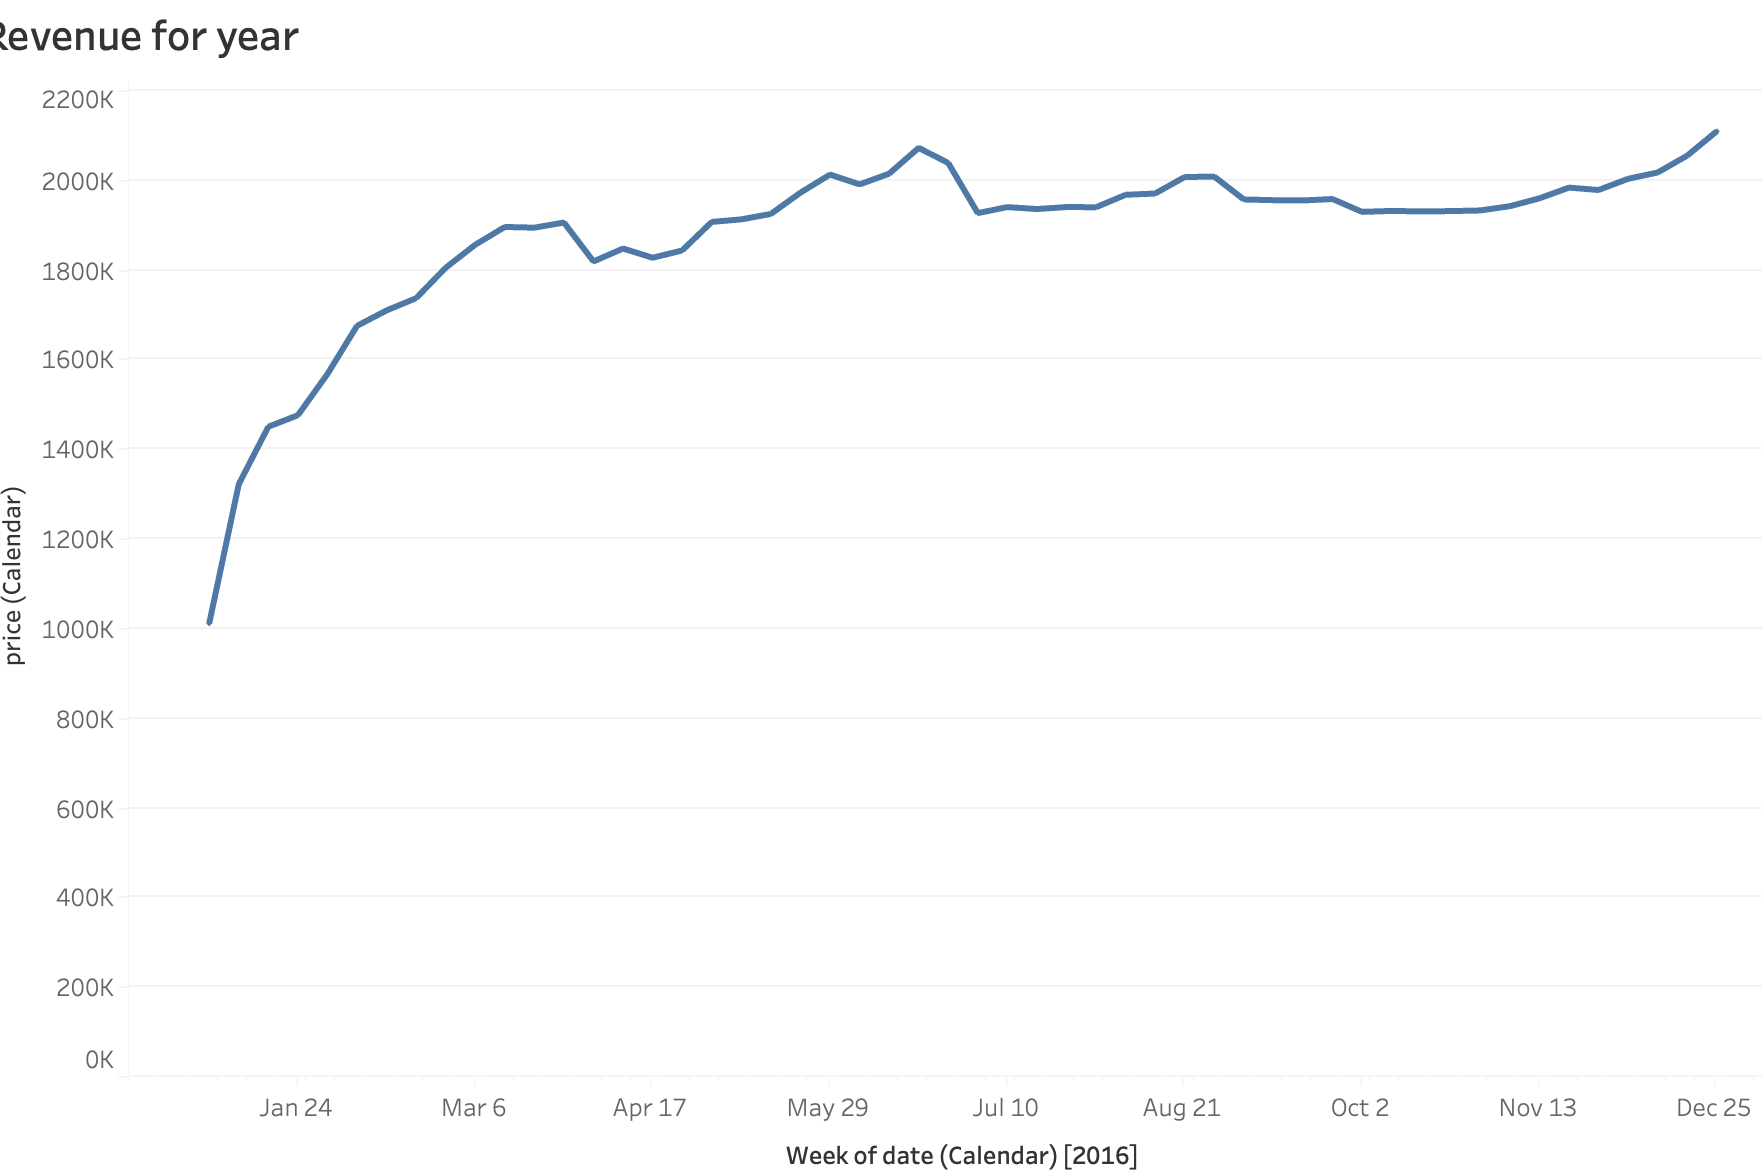 Revenue for year
2200K
2000K
1800K
1600K
1400K
1200K
1000K
800K
600K
400K
200K
0K
price (Calendar)
Jan 24 Mar 6 Apr 17 May 29 Jul 10 Aug 21 Oct 2 Nov 13 Dec 25
Week of date (Calendar) [2016]